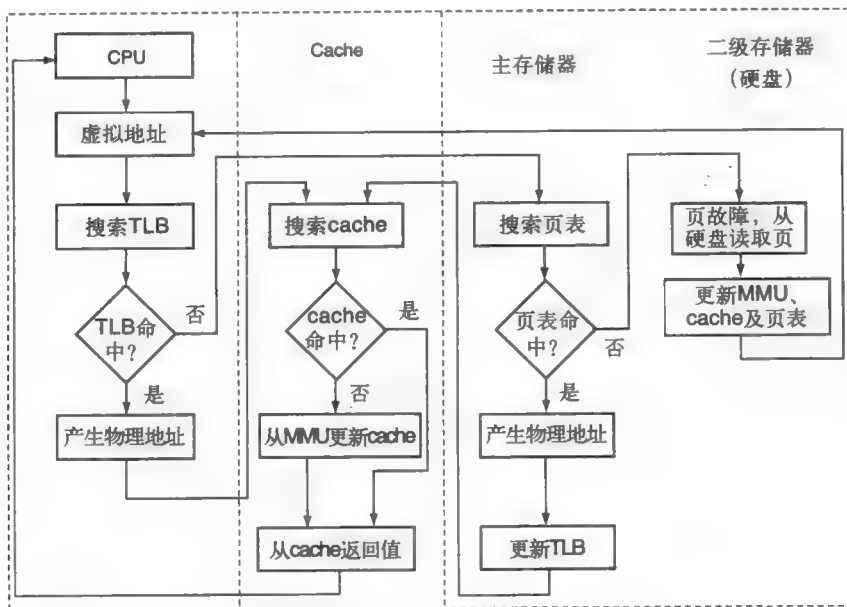 CPU
虚拟地址
搜索TLB
TLB命
中？
否
是
产生物理地址
Cache
搜索cache
cache
命中？
是
否
从MMU更新cache
从cache返回值
主存储器
搜索页表
页表命
中？
否
是
产生物理地址
更新TLB
二级存储器
（硬盘）
页故障，从
硬盘读取页
更新MMU、
cache及页表